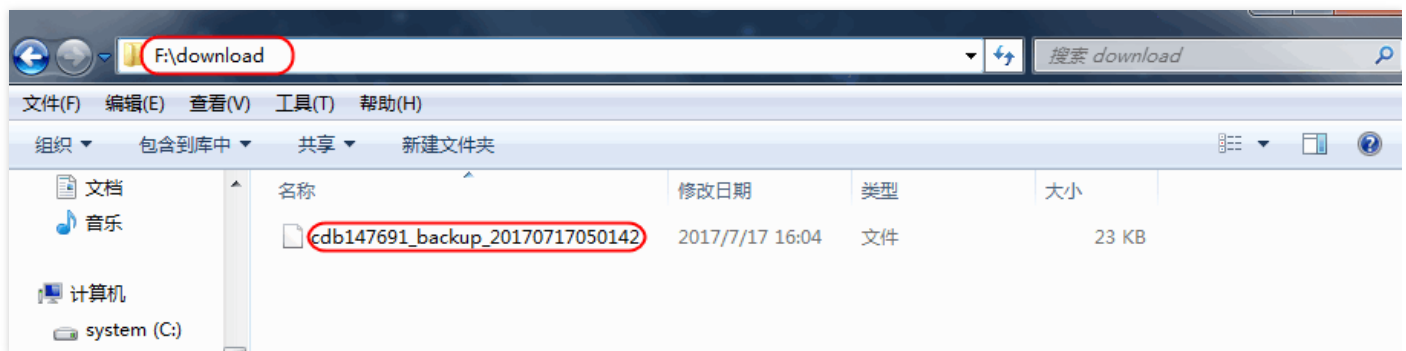 F:\download
搜索 download
文件(F) 编辑(E) 查看(V) 工具(T) 帮助(H)
组织 包含到库中 共享 新建文件夹
文档
音乐
计算机
system (C:)
名称 修改日期 类型 大小
cdb147691_backup_20170717050142 2017/7/17 16:04 文件 23 KB